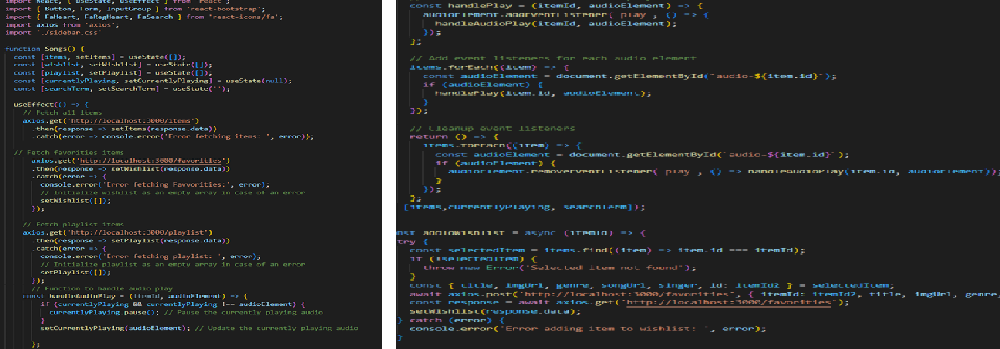 import React, { useState, useEffect } from 'react';
import { Button, Form, InputGroup } from 'react-bootstrap';
import { FaHeart, FaRegHeart, FaSearch } from 'react-icons/fa';
import axios from 'axios';
import './sidebar.css'
function Songs() {
const [items, setItems] = useState([]);
const [wishlist, setWishlist] = useState([]);
const [playlist, setPlaylist] = useState([]);
const [currentlyPlaying, setCurrentlyPlaying] = useState(null);
const [searchTerm, setSearchTerm] = useState('');
useEffect(() => {
// Fetch all items
axios.get(`http://localhost:3000/items`)
.then(response => setItems(response.data))
.catch(error => console.error('Error fetching items: ', error));
// Fetch favorities items
axios.get(`http://localhost:3000/favorities`)
.then(response => setWishlist(response.data))
.catch(error => {
console.error('Error fetching Favvorities:', error);
// Initialize wishlist as an empty array in case of an error
setWishlist([]);
});
// Fetch playlist items
axios.get(`http://localhost:3000/playlist`)
.then(response => setPlaylist(response.data))
.catch(error => {
console.error('Error fetching playlist: ', error);
// Initialize playlist as an empty array in case of an error
setPlaylist([]);
});
// Function to handle audio play
const handleAudioPlay = (itemId, audioElement) => {
if (currentlyPlaying && currentlyPlaying !== audioElement) {
currentlyPlaying.pause(); // Pause the currently playing audio
}
setCurrentlyPlaying(audioElement); // Update the currently playing audio
};
const handlePlay = (itemId, audioElement) => {
audioElement.addEventListener('play', () => {
handleAudioPlay(itemId, audioElement);
});
};
// Add event listeners for each audio element
items.forEach((item) => {
const audioElement = document.getElementById(`audio-${item.id}`);
if (audioElement) {
handlePlay(item.id, audioElement);
}
});
// Cleanup event listeners
return () => {
items.forEach((item) => {
const audioElement = document.getElementById(`audio-${item.id}`);
if (audioElement) {
audioElement.removeEventListener('play', () => handleAudioPlay(item.id, audioElement));
}
});
};
[items,currentlyPlaying, searchTerm]);
nst addToWishlist = async (itemId) => {
try {
const selectedItem = items.find((item) => item.id === itemId);
if (!selectedItem) {
throw new Error('Selected item not found');
}
const { title, imgUrl, genre, songUrl, singer, id: itemId2 } = selectedItem;
await axios.post(`http://localhost:3000/favorities`, { itemId: itemId2, title, imgUrl, genre,
const response = await axios.get(`http://localhost:3000/favorities`);
setWishlist(response.data);
} catch (error) {
console.error('Error adding item to wishlist: ', error);
}